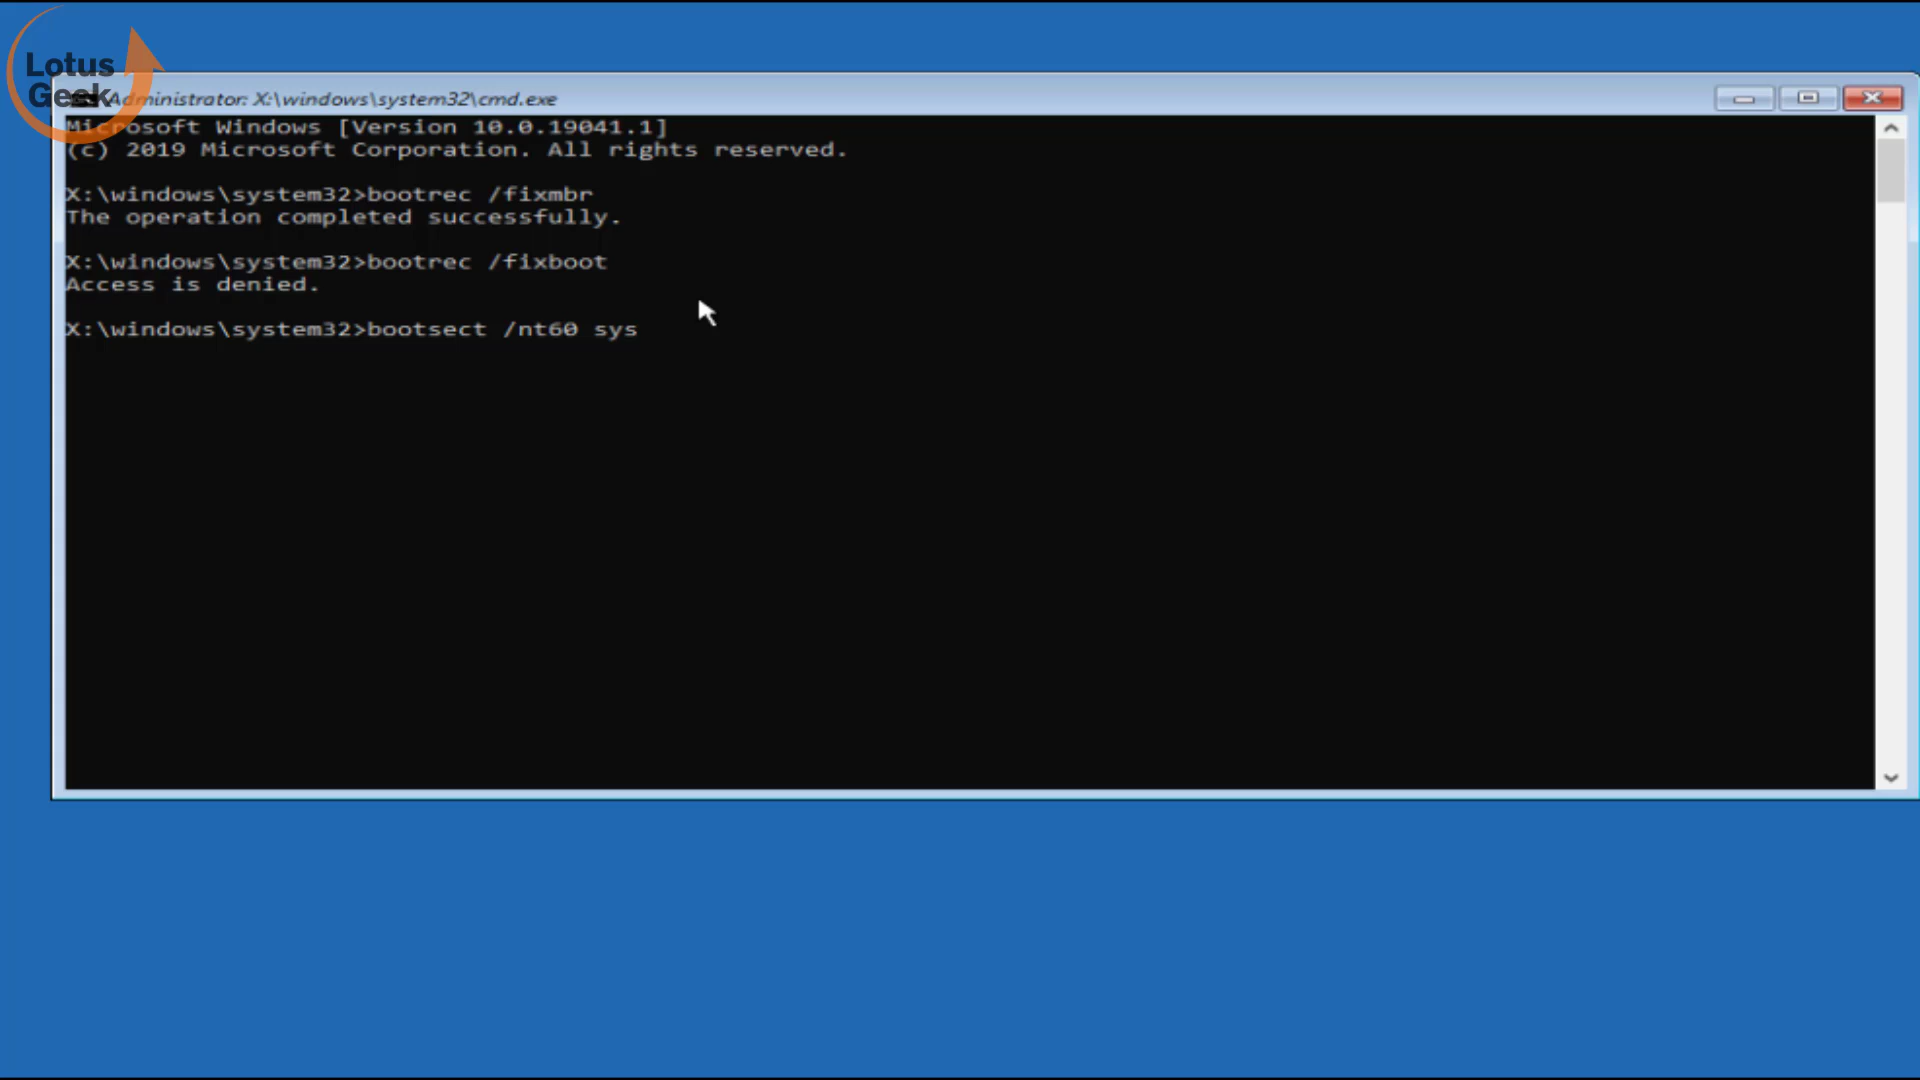 Lotus
Geek
Administrator: X:\windows\system32\cmd.exe
Microsoft Windows [Version 10.0.19041.1]
(c) 2019 Microsoft Corporation. All rights reserved.
X:\windows\system32>bootrec /fixmbr
The operation completed successfully.
X:\windows\system32>bootrec /fixboot
Access is denied.
X:\windows\system32>bootsect /nt60 sys